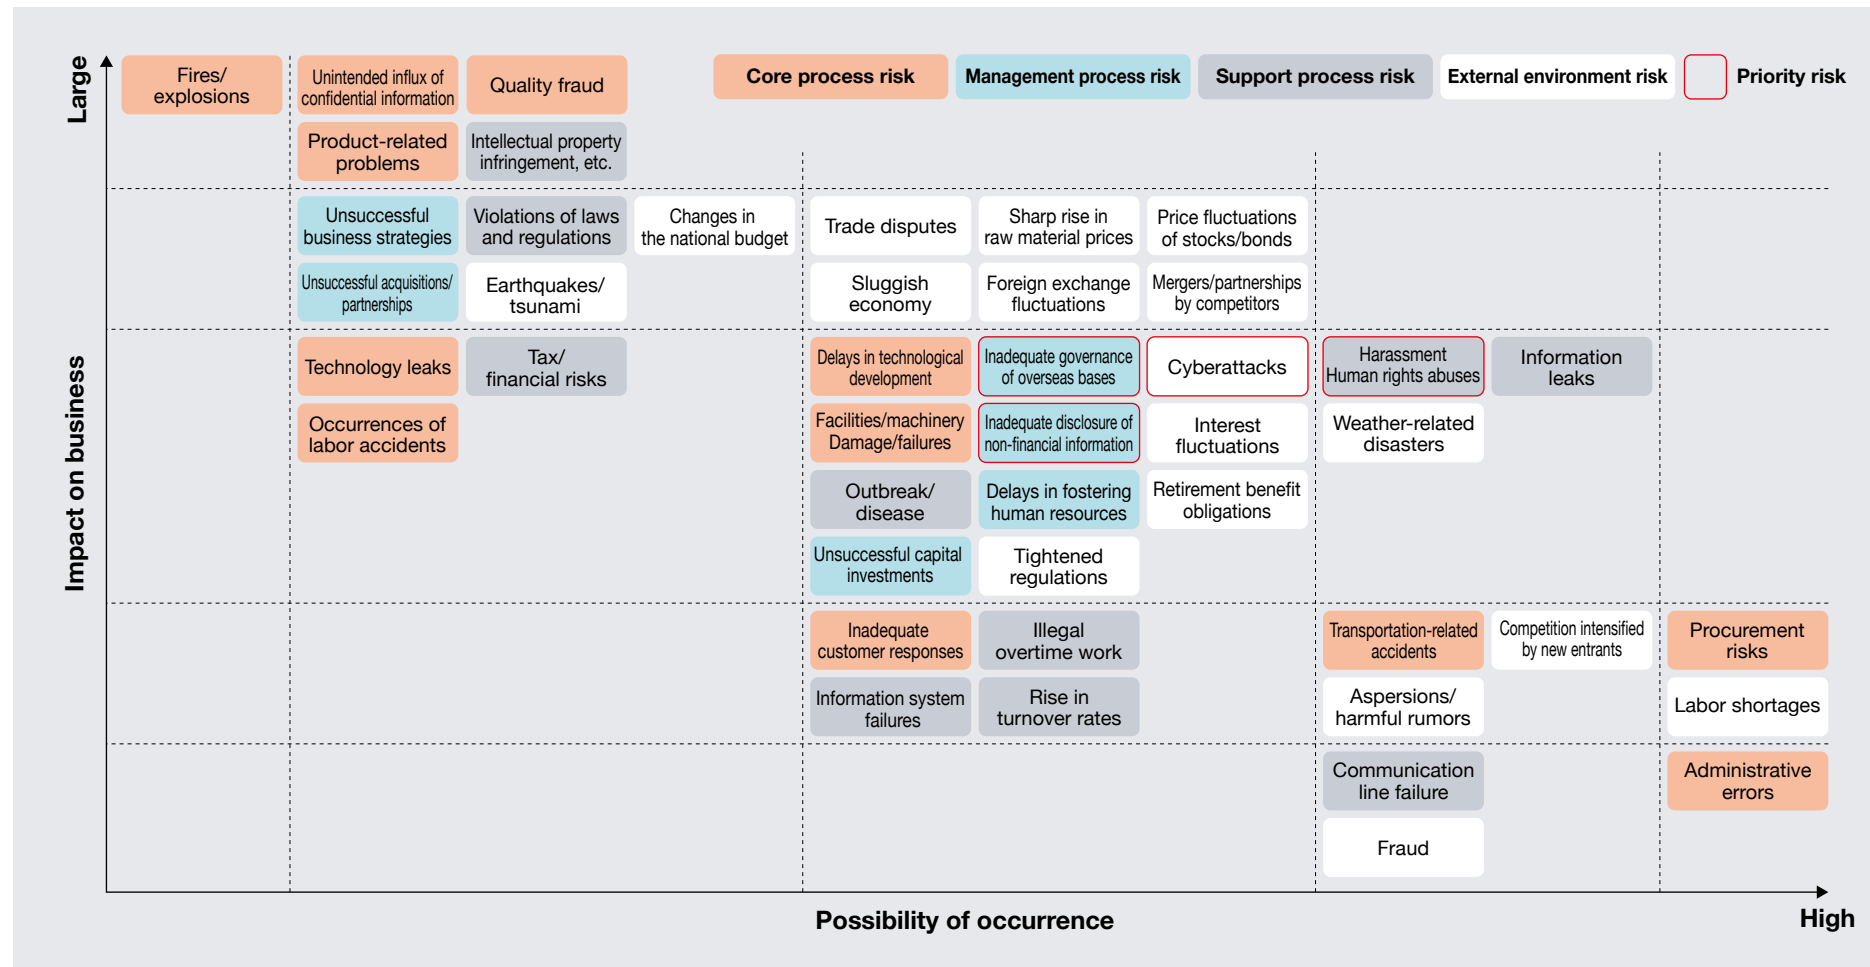 Large
Impact on business
Fires/
explosions
Unintended influx of
confidential information
Quality fraud
Core process risk
Management process risk
Support process risk
External environment risk
Priority risk
Product-related
problems
Intellectual property
infringement, etc.
Unsuccessful
business strategies
Violations of laws
and regulations
Changes in
the national budget
Trade disputes
Sharp rise in
raw material prices
Price fluctuations
of stocks/bonds
Unsuccessful acquisitions/
partnerships
Earthquakes/
tsunami
Sluggish
economy
Foreign exchange
fluctuations
Mergers/partnerships
by competitors
Technology leaks
Tax/
financial risks
Delays in technological
development
Inadequate governance
of overseas bases
Cyberattacks
Harassment
Human rights abuses
Information
leaks
Occurrences of
labor accidents
Facilities/machinery
Damage/failures
Inadequate disclosure of
non-financial information
Interest
fluctuations
Weather-related
disasters
Outbreak/
disease
Delays in fostering
human resources
Retirement benefit
obligations
Unsuccessful capital
investments
Tightened
regulations
Inadequate
customer responses
Illegal
overtime work
Transportation-related
accidents
Competition intensified
by new entrants
Procurement
risks
Information system
failures
Rise in
turnover rates
Aspersions/
harmful rumors
Labor shortages
Communication
line failure
Administrative
errors
Fraud
Possibility of occurrence
High